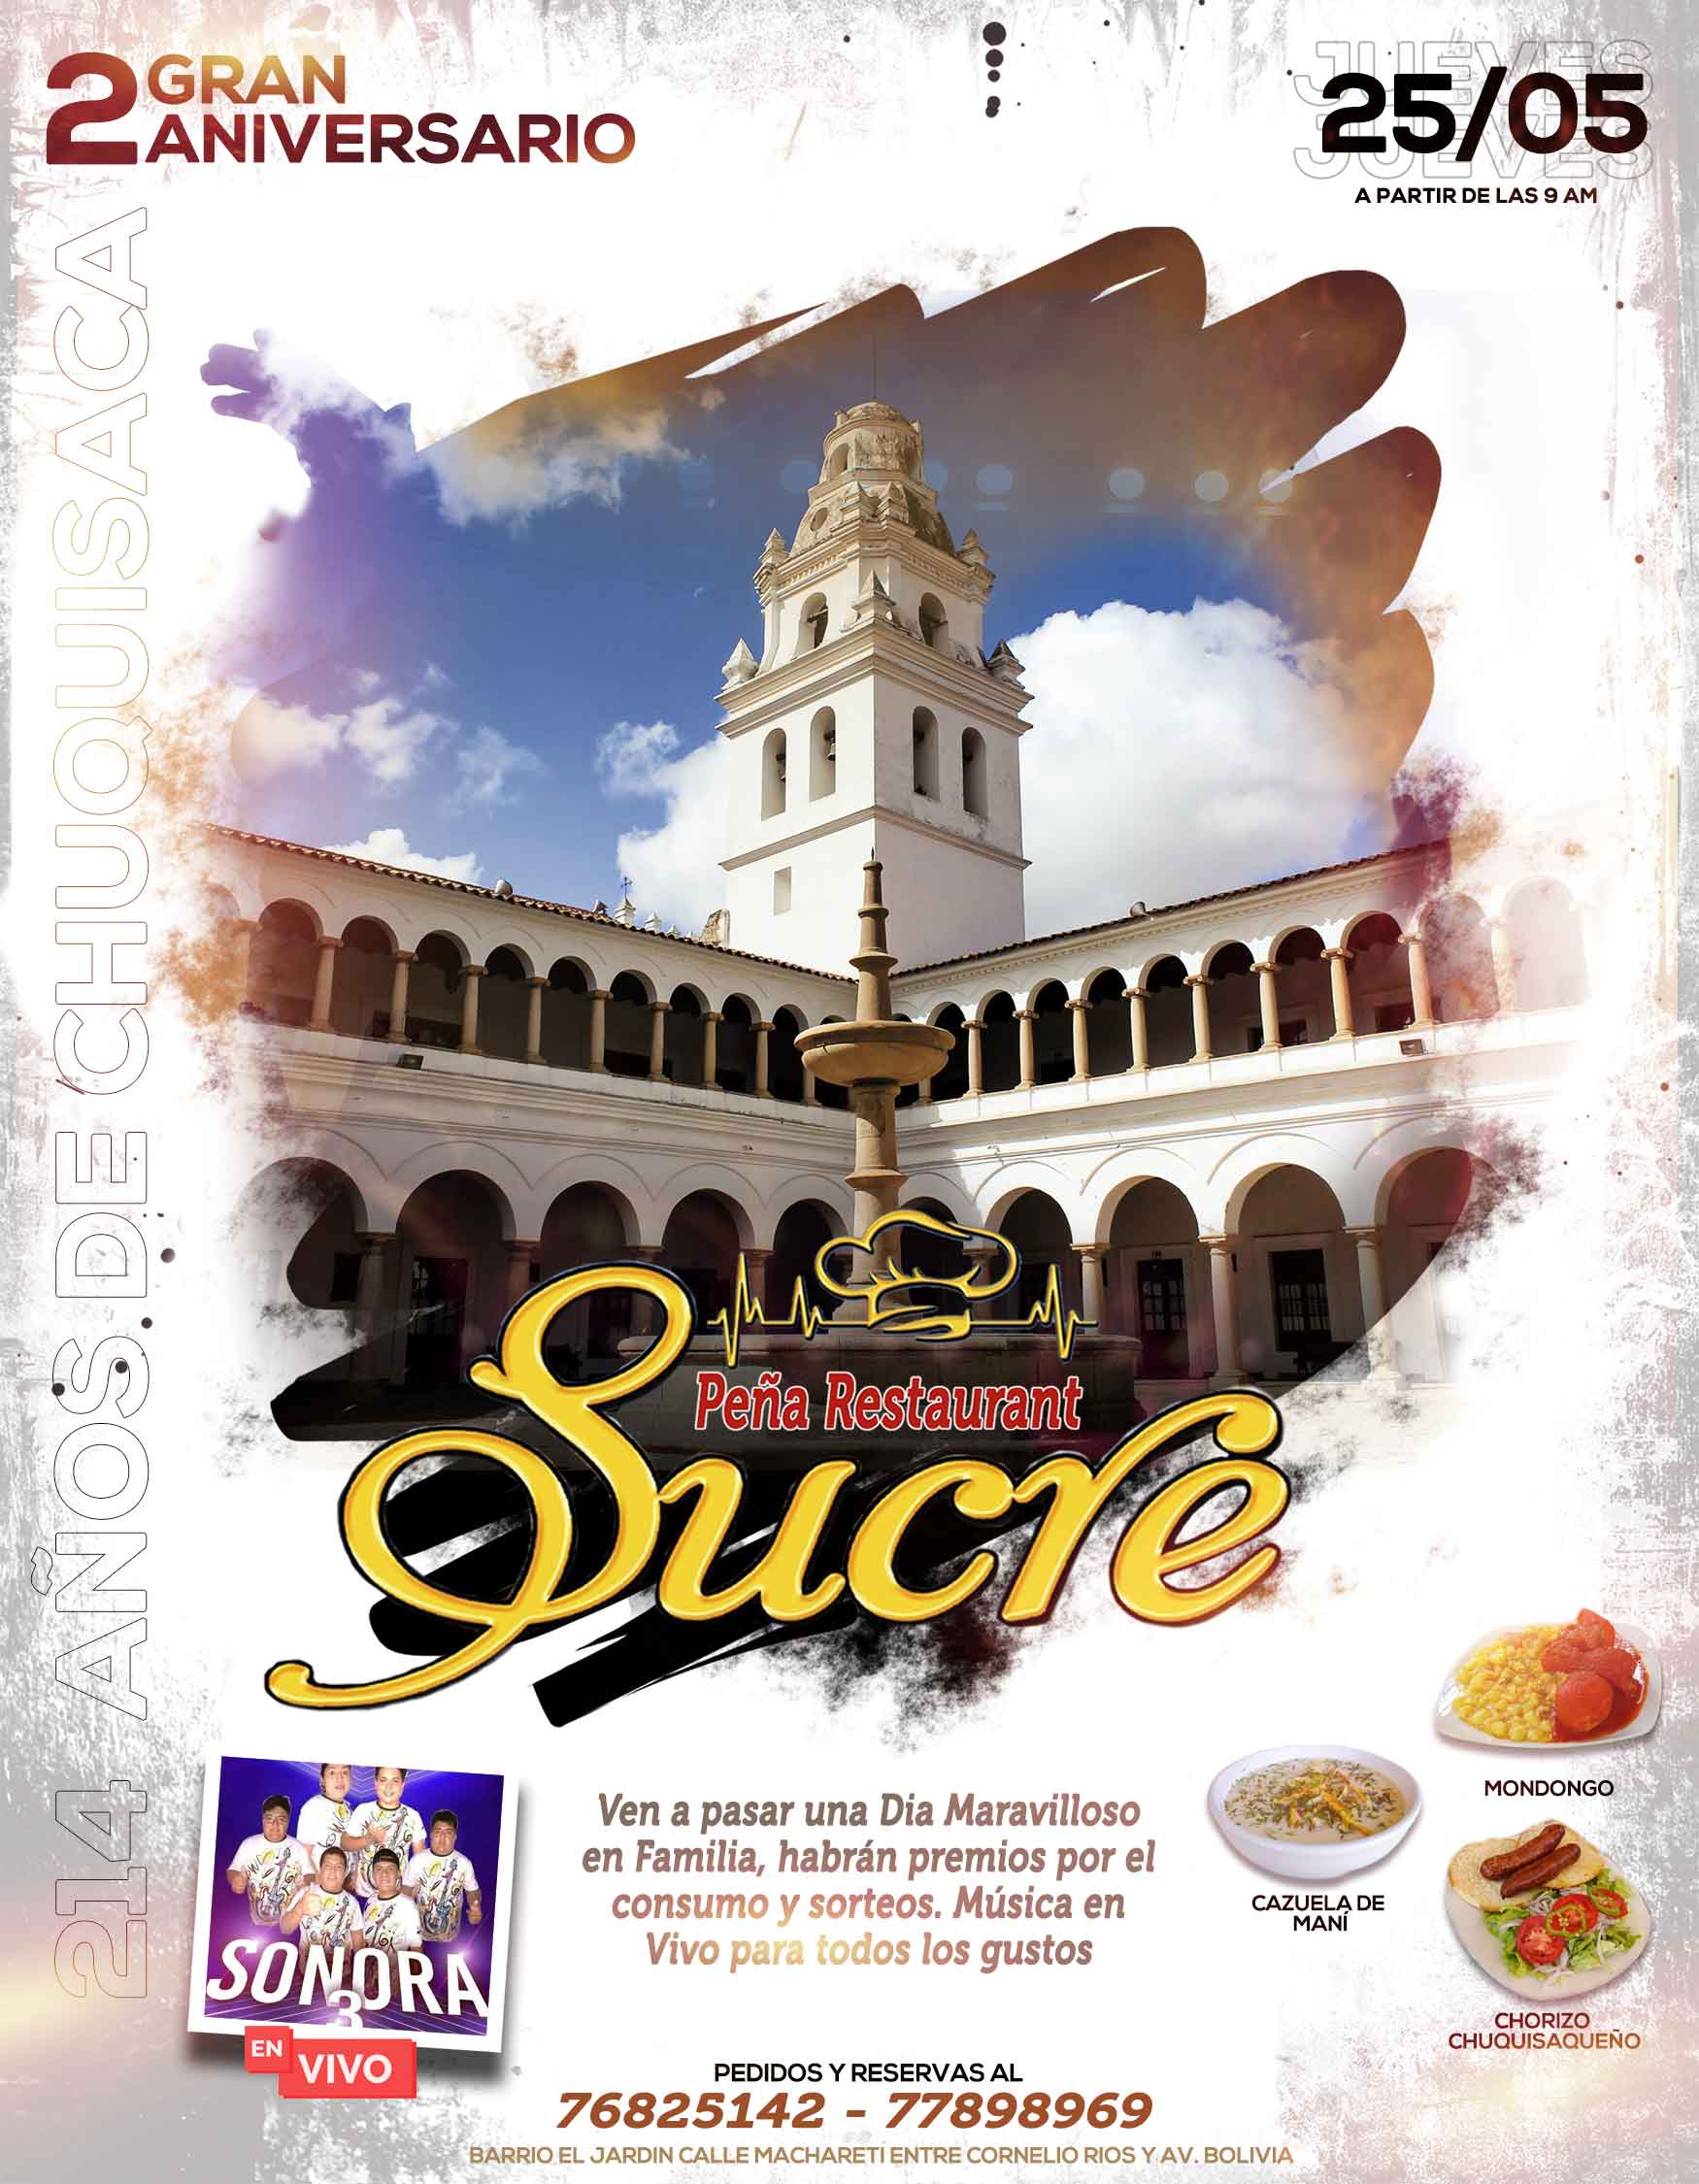 2 GRAN
ANIVERSARIO
JUEVES
25/05
JUEVES
A PARTIR DE LAS 9 AM
214 AÑOS DE CHUQUISACA
Peña Restaurant
Sucre
MONDONGO
CAZUELA DE
MANÍ
CHORIZO
CHUQUISAQUEÑO
Ven a pasar una Dia Maravilloso
en Familia, habrán premios por el
consumo y sorteos. Música en
Vivo para todos los gustos
SONORA
3
EN
VIVO
PEDIDOS Y RESERVAS AL
76825142 - 77898969
BARRIO EL JARDIN CALLE MACHARETÍ ENTRE CORNELIO RIOS Y AV. BOLIVIA